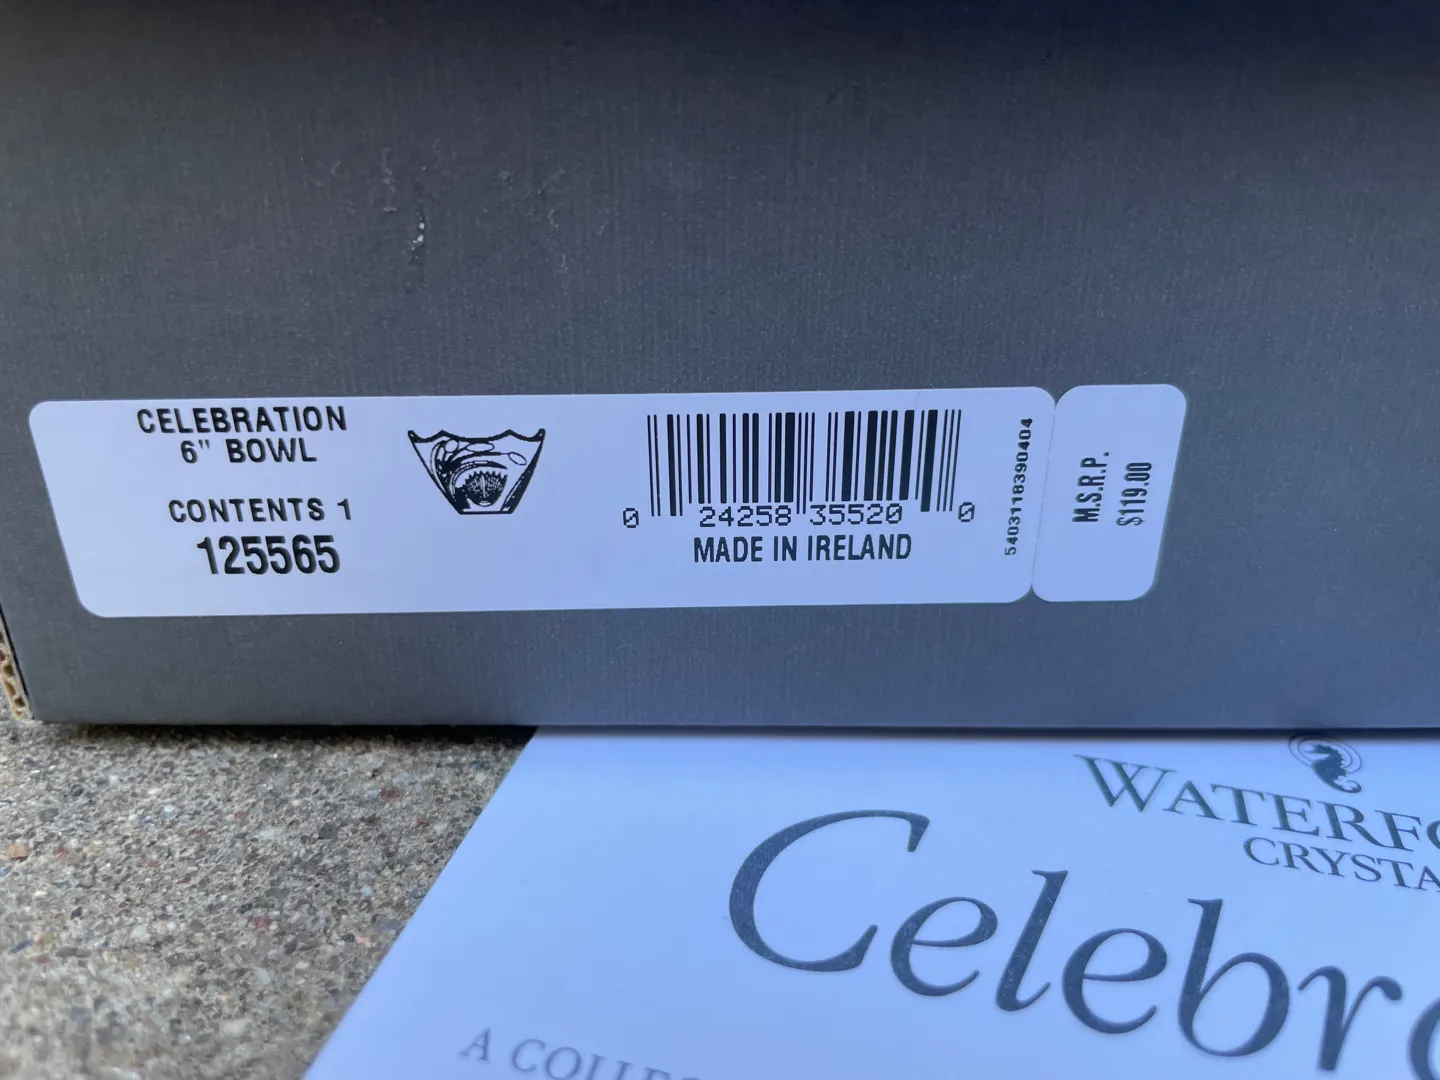 CELEBRATION
6" BOWL
CONTENTS 1
125565
0 24258 35520 0
MADE IN IRELAND
5403118390404
M.S.R.P.
$119.00
WATERFO
CRYSTA
Celebr
A COLLE